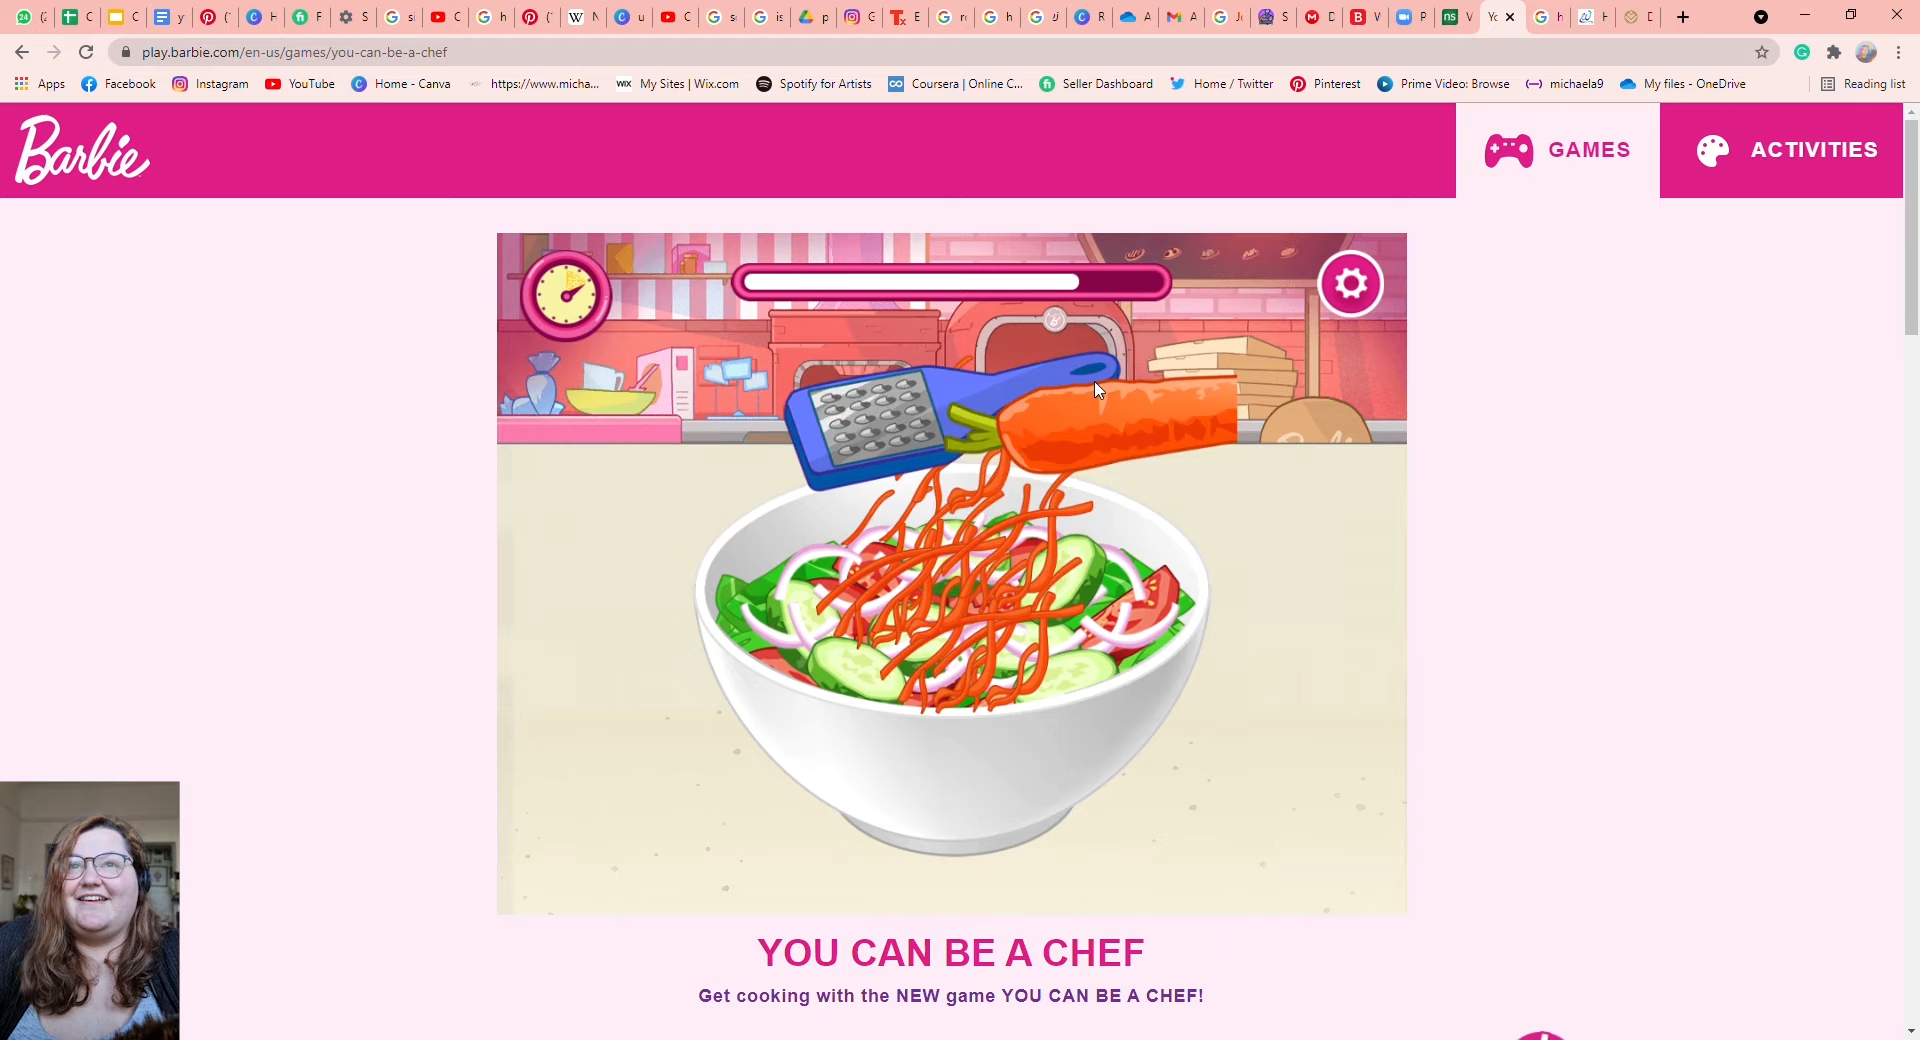 play.barbie.com/en-us/games/you-can-be-a-chef
Apps
Facebook
Instagram
YouTube
Home - Canva
https://www.micha...
WIX My Sites | Wix.com
Spotify for Artists
Coursera | Online C...
Seller Dashboard
Home / Twitter
Pinterest
Prime Video: Browse
michaela9
My files - OneDrive
Reading list
Barbie
GAMES
ACTIVITIES
YOU CAN BE A CHEF
Get cooking with the NEW game YOU CAN BE A CHEF!